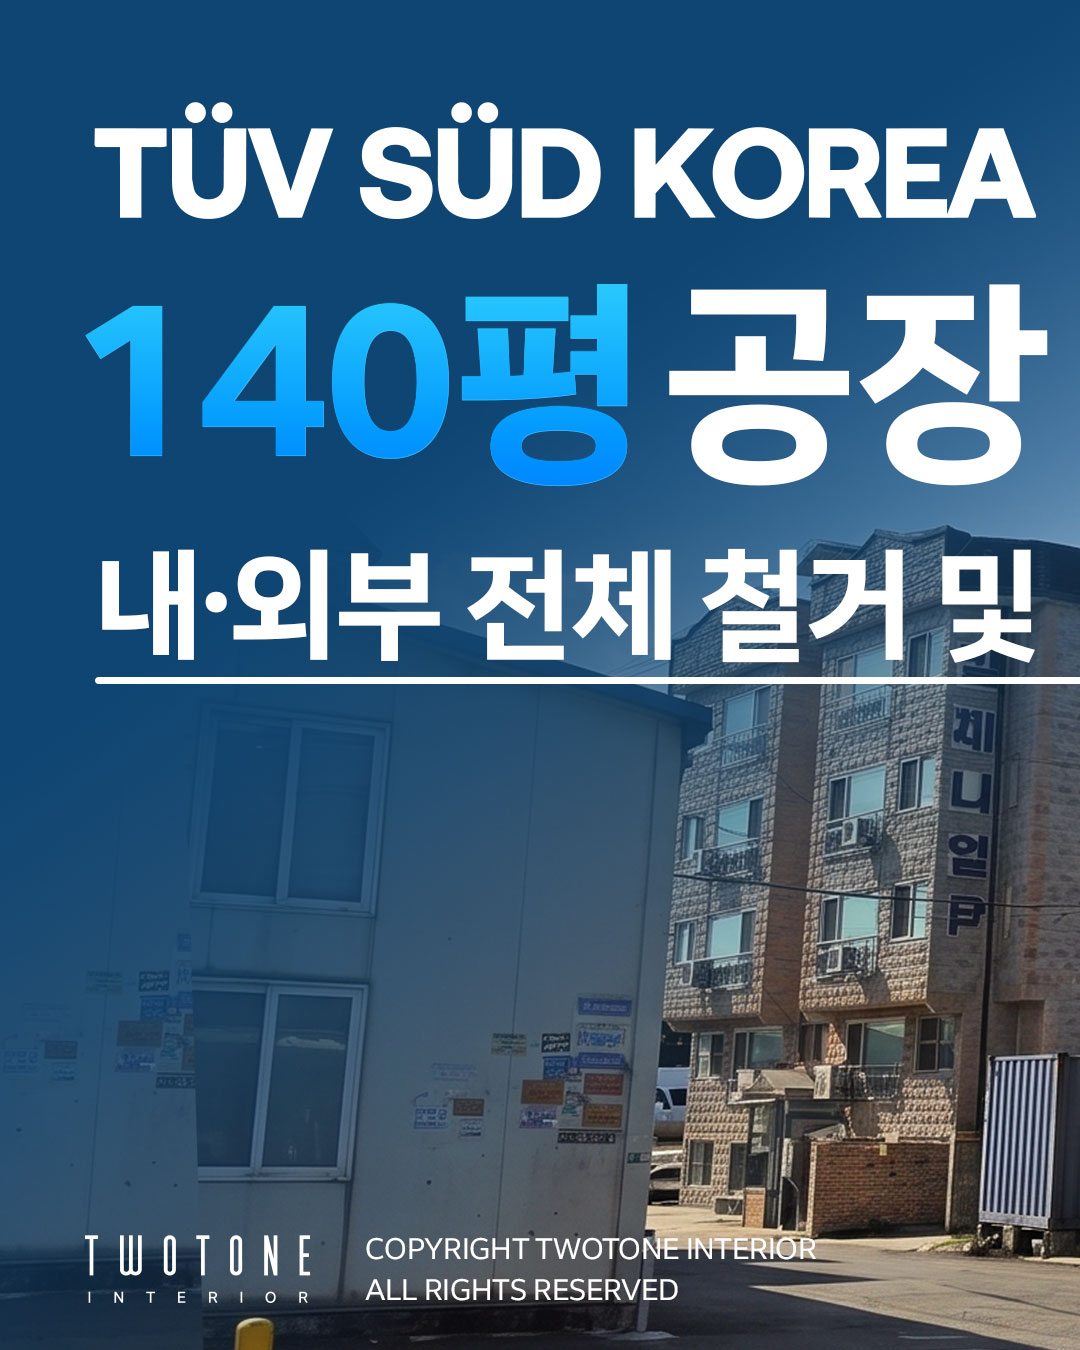 TÜV SÜD KOREA
140평 공장
내·외부 전체 철거 및
TWOTONE
INTERIOR
COPYRIGHT TWOTONE INTERIOR
ALL RIGHTS RESERVED